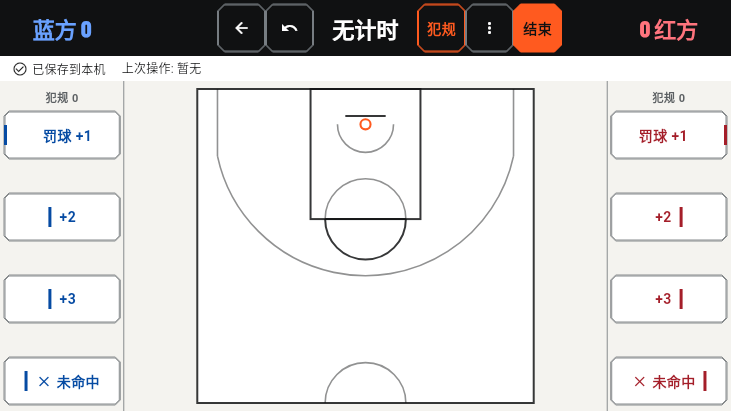 蓝方 0
无计时
犯规
结束
0 红方
已保存到本机 上次操作: 暂无
犯规 0
罚球 +1
+2
+3
× 未命中
犯规 0
罚球 +1
+2
+3
× 未命中